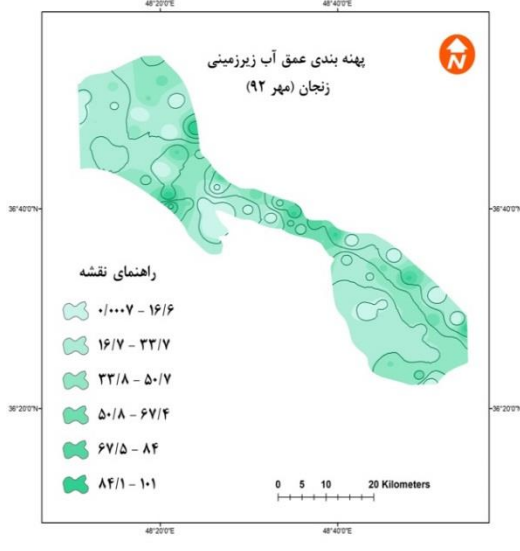 48°20'0"E 48°40'0"E
پهنه بندی عمق آب زیرزمینی
زنجان (مهر ۹۲)
N
36°40'0"N 36°40'0"N
راهنمای نقشه
۰/۰۰۰۷ - ۱۶/۶
۱۶/۷ - ۳۳/۷
۳۳/۸ - ۵۰/۷
۵۰/۸ - ۶۷/۴
۶۷/۵ - ۸۴
۸۴/۱ - ۱۰۱
36°20'0"N 36°20'0"N
0 5 10 20 Kilometers
48°20'0"E 48°40'0"E